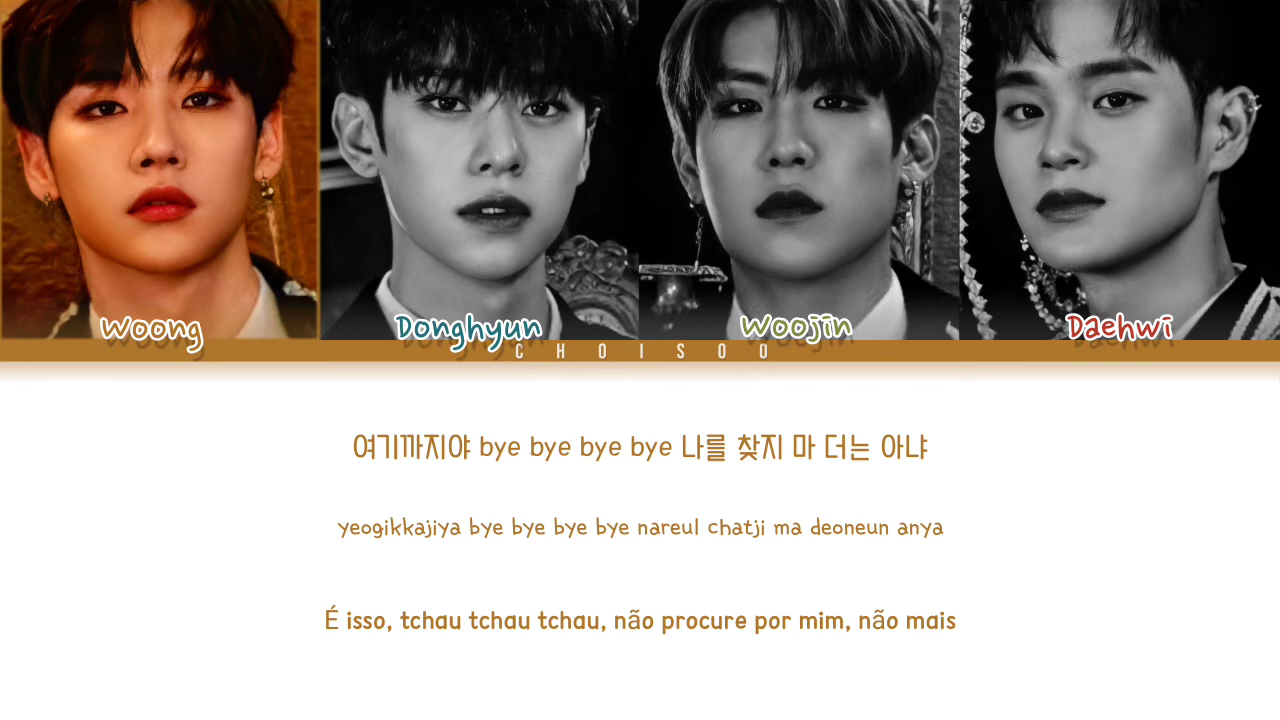 Woong Donghyun Woojin Daehwi
CHOISOO
여기까지야 bye bye bye bye 나를 찾지 마 더는 아냐
yeogikkajiya bye bye bye bye nareul chatji ma deoneun anya
É isso, tchau tchau tchau, não procure por mim, não mais